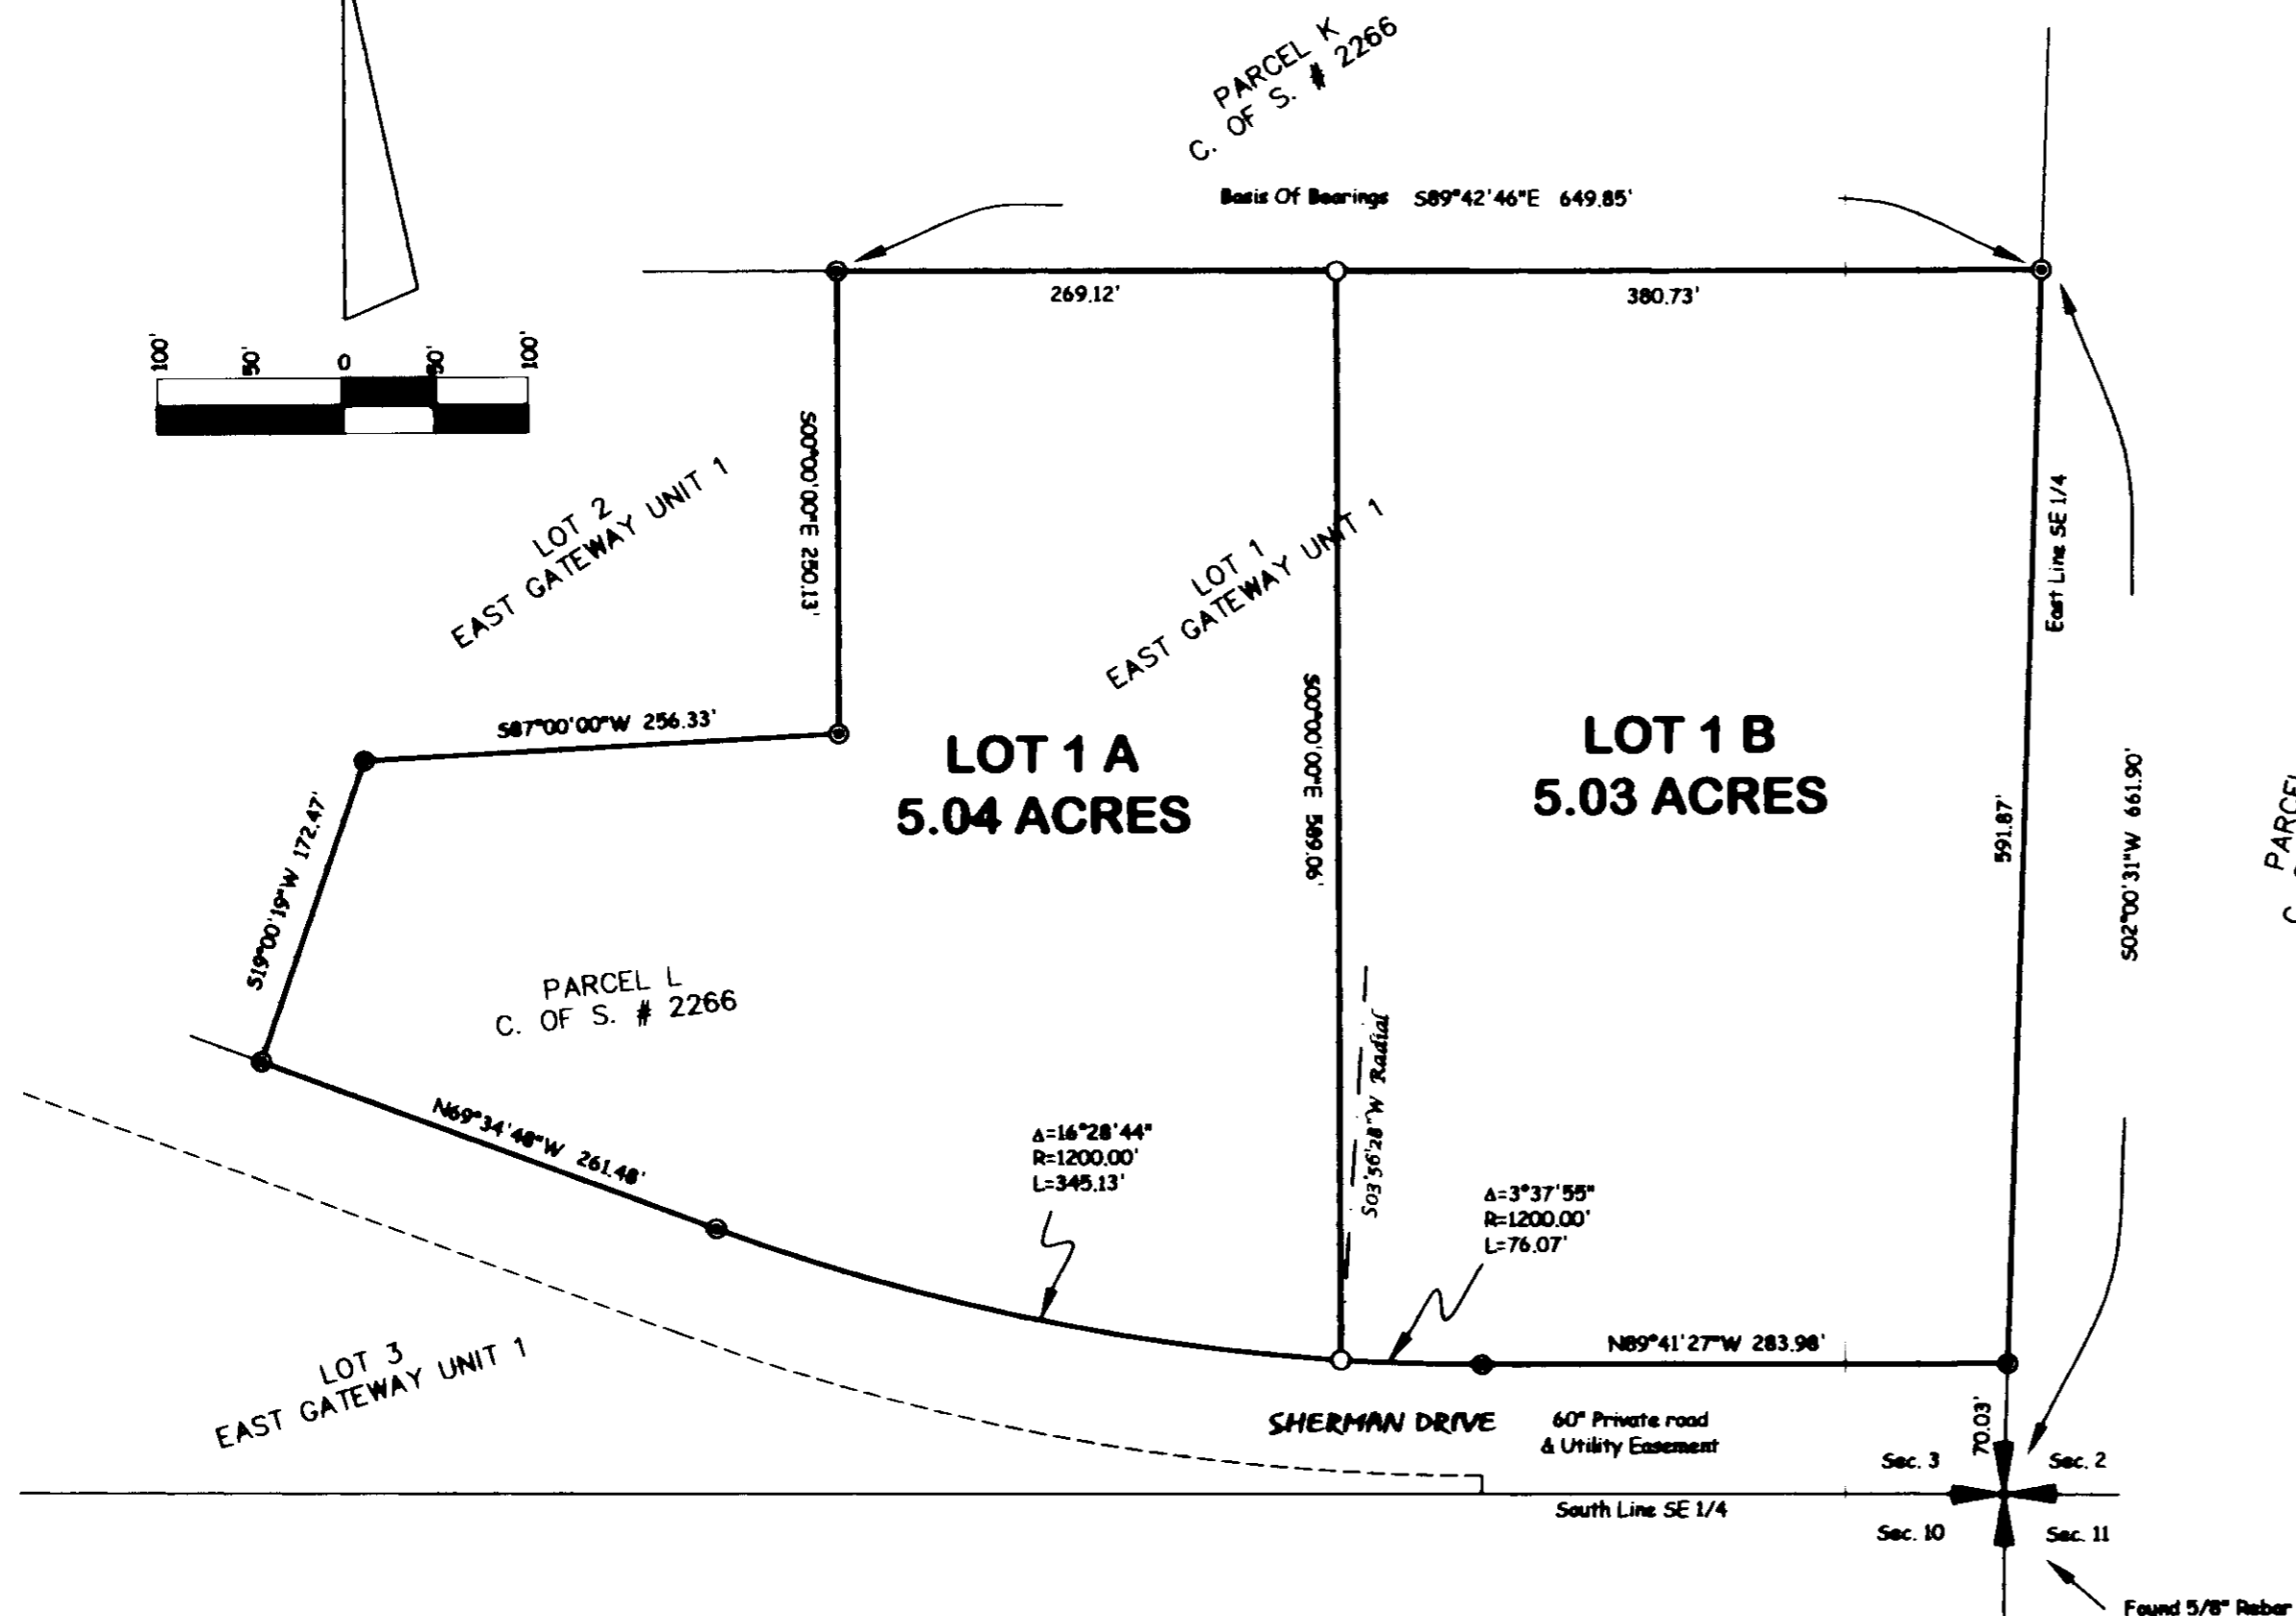 PARCEL K
C. OF S. # 2266
Basis Of Bearings S89°42'46"E 649.85'
269.12'
380.73'
100'
50'
0
50'
100'
S00°00'00"E 250.13'
LOT 2
EAST GATEWAY UNIT 1
LOT 1
EAST GATEWAY UNIT 1
East Line SE 1/4
S87°00'00"W 256.33'
LOT 1 A
5.04 ACRES
S00°00'00"E 589.06'
LOT 1 B
5.03 ACRES
591.87'
S02°00'31"W 661.90'
PARCEL
S19°00'19"W 172.47'
PARCEL L
C. OF S. # 2266
S03°56'28"W Radial
N69°34'48"W 261.48'
Δ=16°28'44"
R=1200.00'
L=345.13'
Δ=3°37'55"
R=1200.00'
L=76.07'
N89°41'27"W 283.98'
LOT 3
EAST GATEWAY UNIT 1
SHERMAN DRIVE
60" Private road
& Utility Easement
70.03'
Sec. 3
Sec. 2
South Line SE 1/4
Sec. 10
Sec. 11
Found 5/8" Rebar